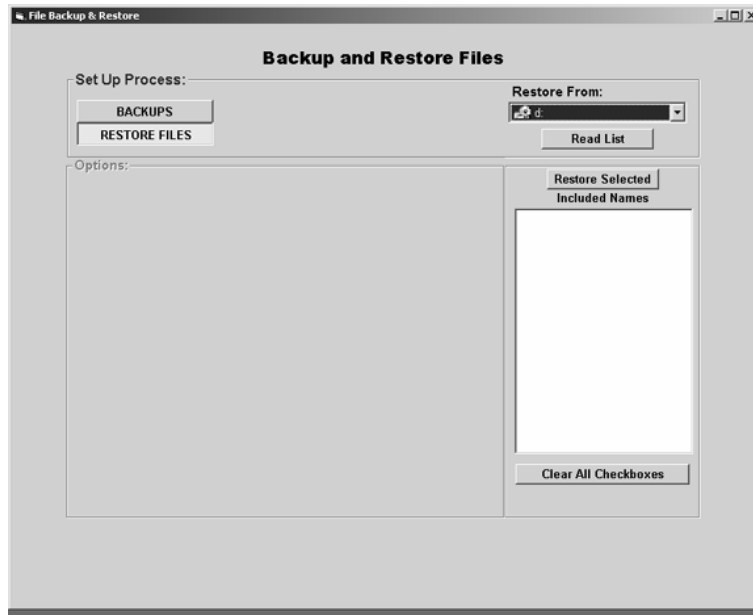 File Backup & Restore
Backup and Restore Files
Set Up Process:
BACKUPS
RESTORE FILES
Restore From:
d:
Read List
Options:
Restore Selected
Included Names
Clear All Checkboxes